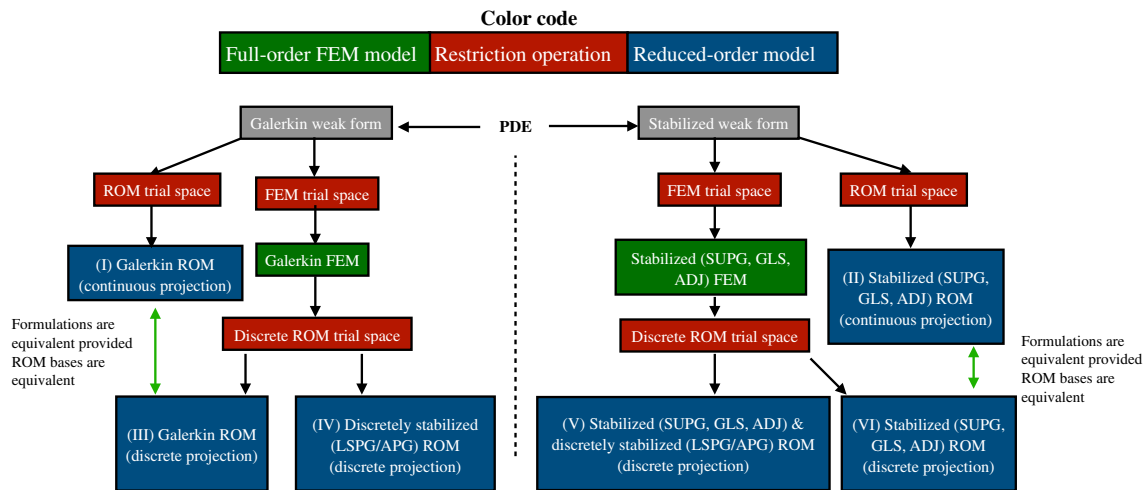 Color code
Full-order FEM model
Restriction operation
Reduced-order model
Galerkin weak form
PDE
Stabilized weak form
ROM trial space
FEM trial space
FEM trial space
ROM trial space
(I) Galerkin ROM
(continuous projection)
Galerkin FEM
Stabilized (SUPG, GLS,
ADJ) FEM
(II) Stabilized (SUPG,
GLS, ADJ) ROM
(continuous projection)
Formulations are
equivalent provided
ROM bases are
equivalent
Discrete ROM trial space
Discrete ROM trial space
Formulations are
equivalent provided
ROM bases are
equivalent
(III) Galerkin ROM
(discrete projection)
(IV) Discretely stabilized
(LSPG/APG) ROM
(discrete projection)
(V) Stabilized (SUPG, GLS, ADJ) &
discretely stabilized (LSPG/APG) ROM
(discrete projection)
(VI) Stabilized (SUPG,
GLS, ADJ) ROM
(discrete projection)